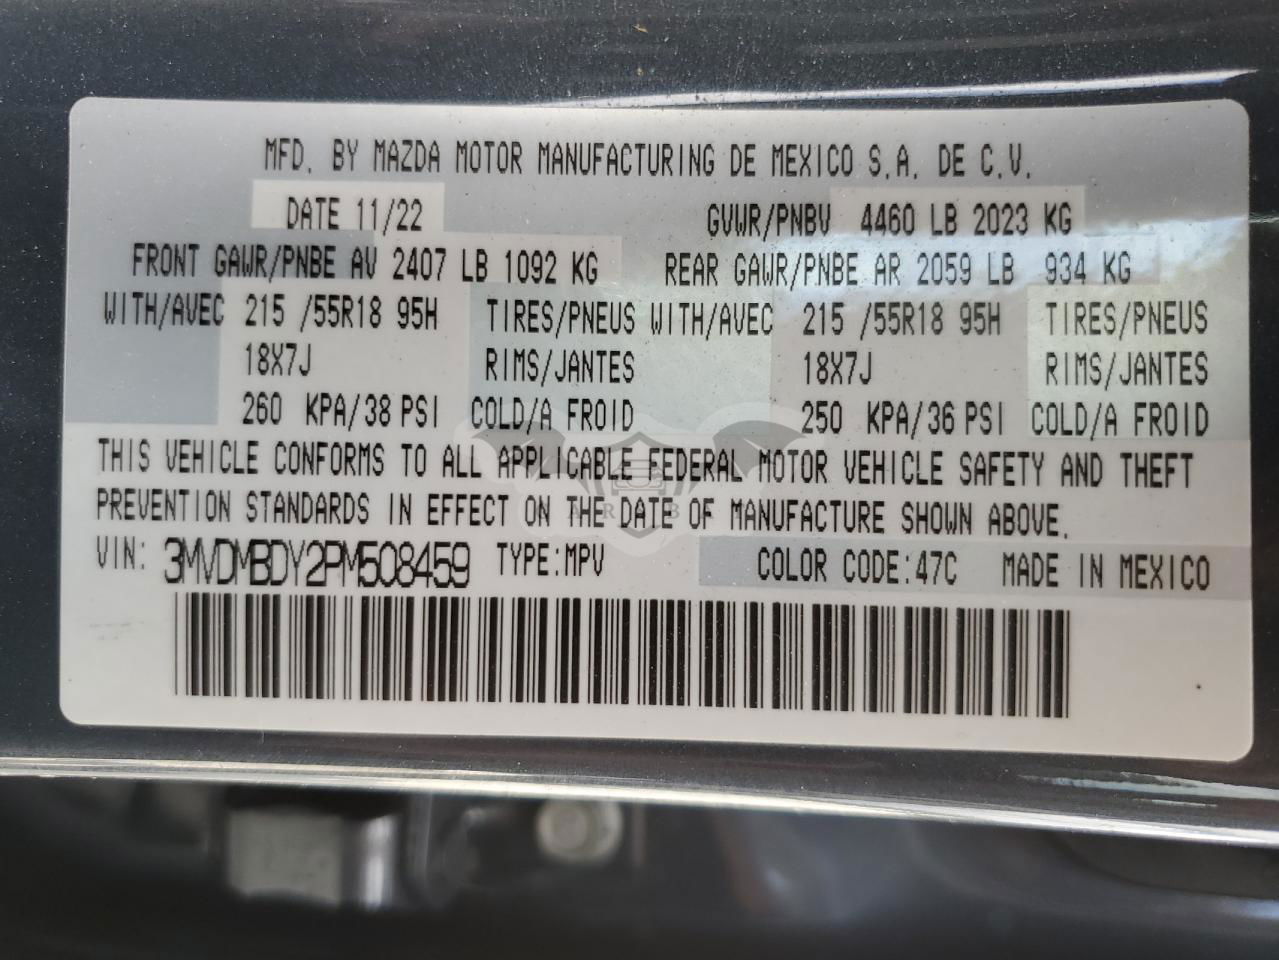 MFD. BY MAZDA MOTOR MANUFACTURING DE MEXICO S.A. DE C.V.
DATE 11/22 GVWR/PNBV 4460 LB 2023 KG
FRONT GAWR/PNBE AV 2407 LB 1092 KG REAR GAWR/PNBE AR 2059 LB 934 KG
WITH/AVEC 215 /55R18 95H TIRES/PNEUS WITH/AVEC 215 /55R18 95H TIRES/PNEUS
18X7J RIMS/JANTES 18X7J RIMS/JANTES
260 KPA/38 PSI COLD/A FROID 250 KPA/36 PSI COLD/A FROID
THIS VEHICLE CONFORMS TO ALL APPLICABLE FEDERAL MOTOR VEHICLE SAFETY AND THEFT
PREVENTION STANDARDS IN EFFECT ON THE DATE OF MANUFACTURE SHOWN ABOVE.
VIN: 3MVDMBDY2PM508459 TYPE:MPV COLOR CODE:47C MADE IN MEXICO